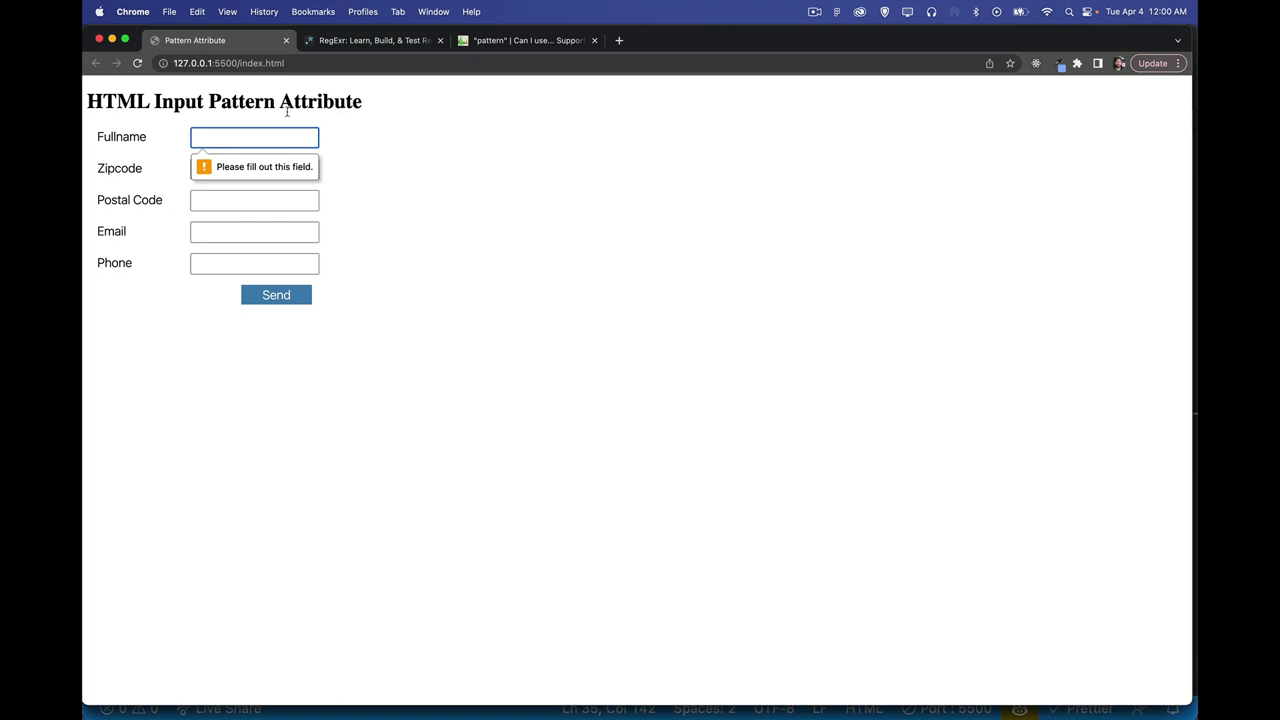 Chrome File Edit View History Bookmarks Profiles Tab Window Help Tue Apr 4 12:00 AM
Pattern Attribute RegExr: Learn, Build, & Test Re "pattern" | Can I use... Support
127.0.0.1:5500/index.html Update
HTML Input Pattern Attribute
Fullname
Zipcode Please fill out this field.
Postal Code
Email
Phone
Send
0 0 Live Share Ln 35, Col 142 Spaces: 2 UTF-8 LF HTML Port : 5500 Prettier